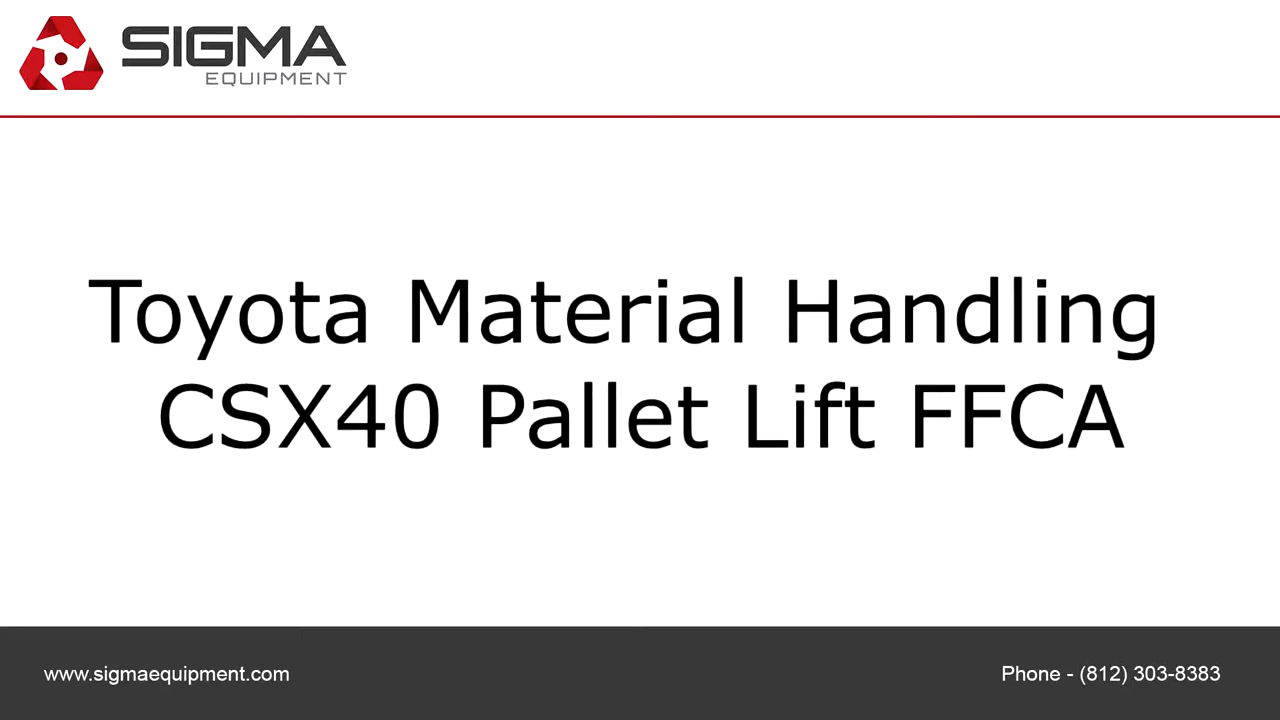 SIGMA
EQUIPMENT
Toyota Material Handling
CSX40 Pallet Lift FFCA
www.sigmaequipment.com
Phone - (812) 303-8383